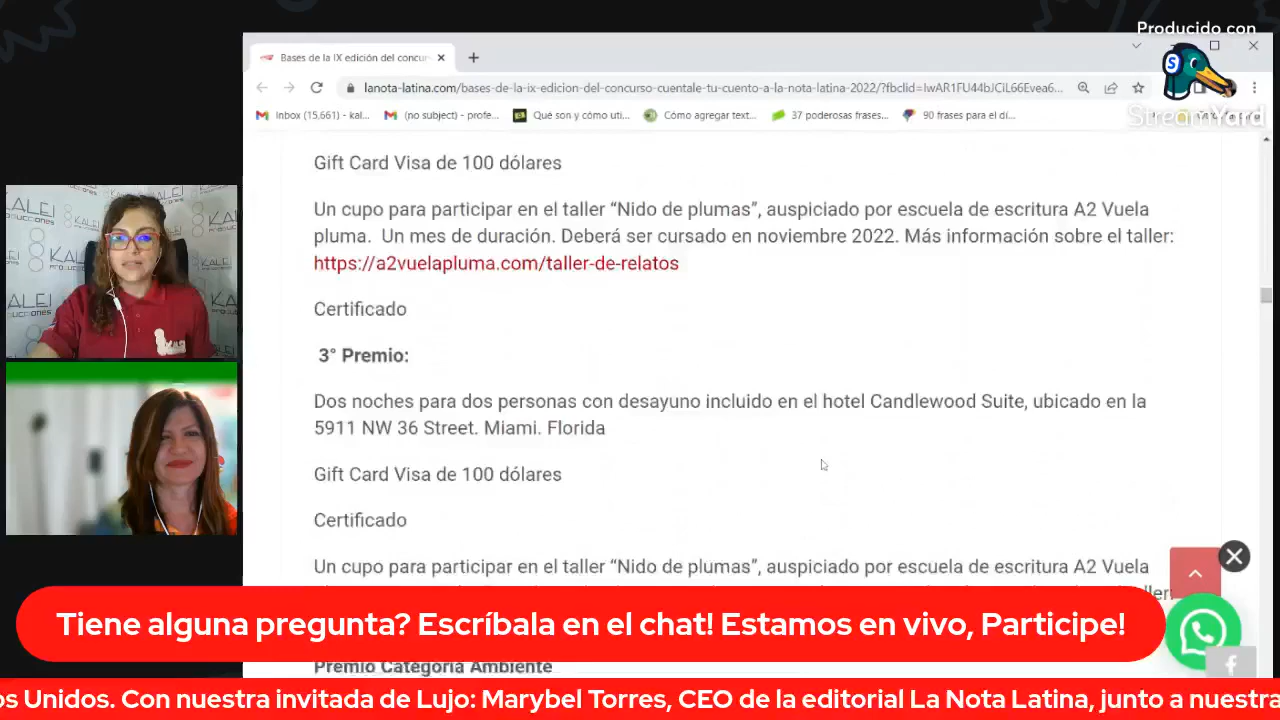 Producido con
StreamYard
Bases de la IX edición del concur
lanota-latina.com/bases-de-la-ix-edicion-del-concurso-cuentale-tu-cuento-a-la-nota-latina-2022/?fbclid=IwAR1FU44bJCiL66Evea6...
Inbox (15,661) - kal...
(no subject) - profe...
Qué son y cómo uti...
Cómo agregar text...
37 poderosas frases...
90 frases para el dí...
Gift Card Visa de 100 dólares
Un cupo para participar en el taller “Nido de plumas”, auspiciado por escuela de escritura A2 Vuela
pluma. Un mes de duración. Deberá ser cursado en noviembre 2022. Más información sobre el taller:
https://a2vuelapluma.com/taller-de-relatos
Certificado
3° Premio:
Dos noches para dos personas con desayuno incluido en el hotel Candlewood Suite, ubicado en la
5911 NW 36 Street. Miami. Florida
Gift Card Visa de 100 dólares
Certificado
Un cupo para participar en el taller “Nido de plumas”, auspiciado por escuela de escritura A2 Vuela
Tiene alguna pregunta? Escríbala en el chat! Estamos en vivo, Participe!
Premio Categoría Ambiente
os Unidos. Con nuestra invitada de Lujo: Marybel Torres, CEO de la editorial La Nota Latina, junto a nuestra
KALEI